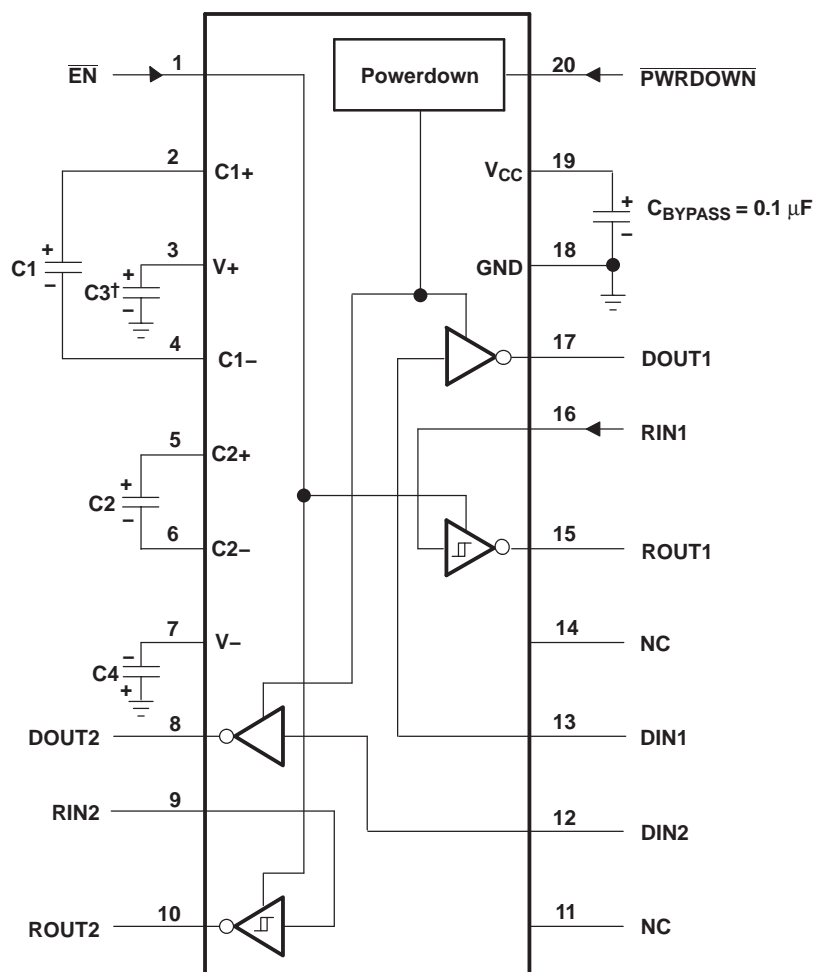 EN 1 Powerdown 20 PWRDOWN
2 C1+ VCC 19
+ CBYPASS = 0.1 μF
–
3 V+ GND 18
+ C1 – + C3† –
4 C1– 17 DOUT1
16 RIN1
5 C2+
+ C2 –
6 C2– 15 ROUT1
7 V– 14 NC
– C4 +
DOUT2 8 13 DIN1
RIN2 9 12 DIN2
ROUT2 10 11 NC